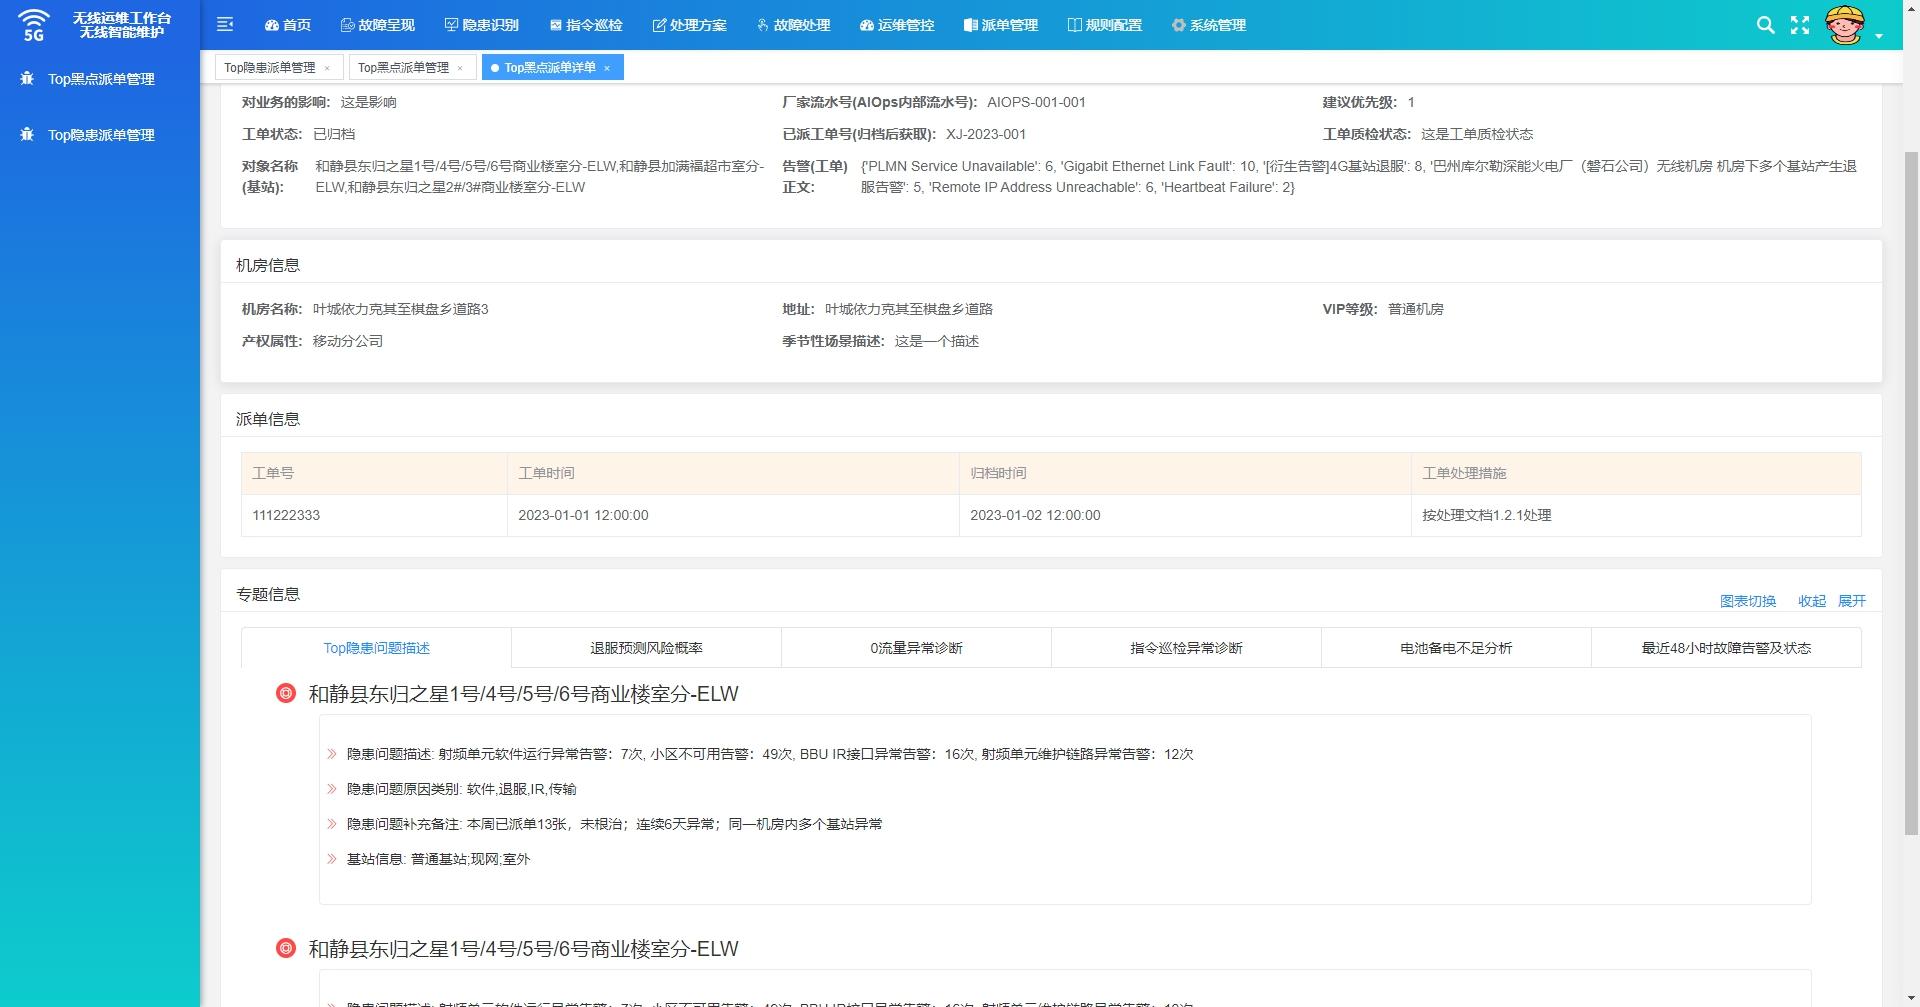 5G
无线运维工作台
无线智能维护
首页 故障呈现 隐患识别 指令巡检 处理方案 故障处理 运维管控 派单管理 规则配置 系统管理
Top黑点派单管理
Top隐患派单管理
Top隐患派单管理 × Top黑点派单管理 × Top黑点派单详单 ×
对业务的影响: 这是影响 厂家流水号(AIOps内部流水号): AIOPS-001-001 建议优先级: 1
工单状态: 已归档 已派工单号(归档后获取): XJ-2023-001 工单质检状态: 这是工单质检状态
对象名称(基站): 和静县东归之星1号/4号/5号/6号商业楼室分-ELW,和静县加满福超市室分-
ELW,和静县东归之星2#/3#商业楼室分-ELW
告警(工单)正文: {'PLMN Service Unavailable': 6, 'Gigabit Ethernet Link Fault': 10, '[衍生告警]4G基站退服': 8, '巴州库尔勒深能火电厂（磐石公司）无线机房 机房下多个基站产生退
服告警': 5, 'Remote IP Address Unreachable': 6, 'Heartbeat Failure': 2}
机房信息
机房名称: 叶城依力克其至棋盘乡道路3 地址: 叶城依力克其至棋盘乡道路 VIP等级: 普通机房
产权属性: 移动分公司 季节性场景描述: 这是一个描述
派单信息
工单号 工单时间 归档时间 工单处理措施
111222333 2023-01-01 12:00:00 2023-01-02 12:00:00 按处理文档1.2.1处理
专题信息
图表切换 收起 展开
Top隐患问题描述 退服预测风险概率 0流量异常诊断 指令巡检异常诊断 电池备电不足分析 最近48小时故障告警及状态
和静县东归之星1号/4号/5号/6号商业楼室分-ELW
隐患问题描述: 射频单元软件运行异常告警：7次, 小区不可用告警：49次, BBU IR接口异常告警：16次, 射频单元维护链路异常告警：12次
隐患问题原因类别: 软件,退服,IR,传输
隐患问题补充备注: 本周已派单13张，未根治；连续6天异常；同一机房内多个基站异常
基站信息: 普通基站;现网;室外
和静县东归之星1号/4号/5号/6号商业楼室分-ELW